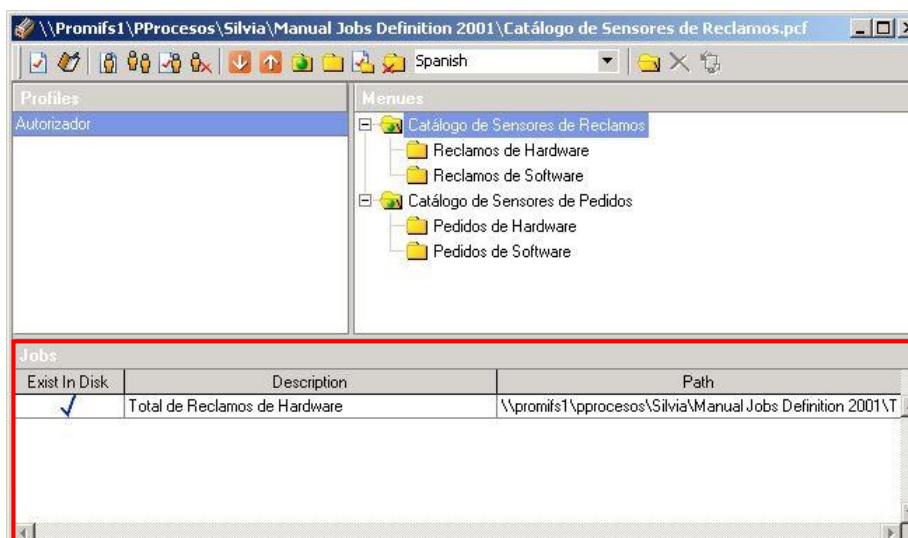 \\Promifs1\PProcesos\Silvia\Manual Jobs Definition 2001\Catálogo de Sensores de Reclamos.pcf
Spanish
Profiles
Menues
Autorizador
Catálogo de Sensores de Reclamos
Reclamos de Hardware
Reclamos de Software
Catálogo de Sensores de Pedidos
Pedidos de Hardware
Pedidos de Software
Jobs
Exist In Disk Description Path
Total de Reclamos de Hardware \\promifs1\pprocesos\Silvia\Manual Jobs Definition 2001\T